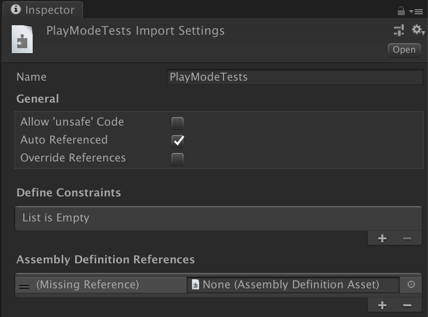 Inspector
PlayModeTests Import Settings
Open
Name PlayModeTests
General
Allow 'unsafe' Code
Auto Referenced
Override References
Define Constraints
List is Empty
Assembly Definition References
(Missing Reference) None (Assembly Definition Asset)